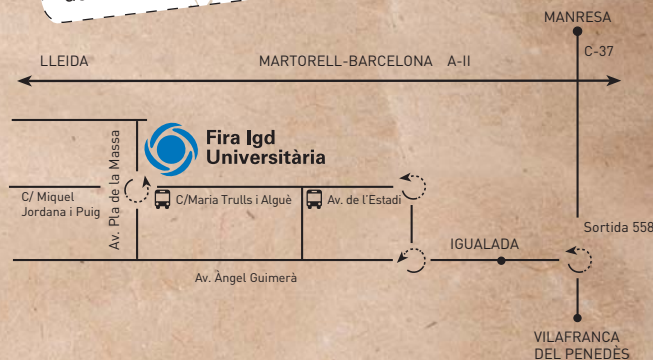 MANRESA
C-37
LLEIDA
MARTORELL-BARCELONA A-II
Fira Igd
Universitària
Av. Pla de la Massa
C/ Miquel
Jordana i Puig
C/Maria Trulls i Alguè
Av. de l'Estadi
Sortida 558
IGUALADA
Av. Àngel Guimerà
VILAFRANCA
DEL PENEDÈS